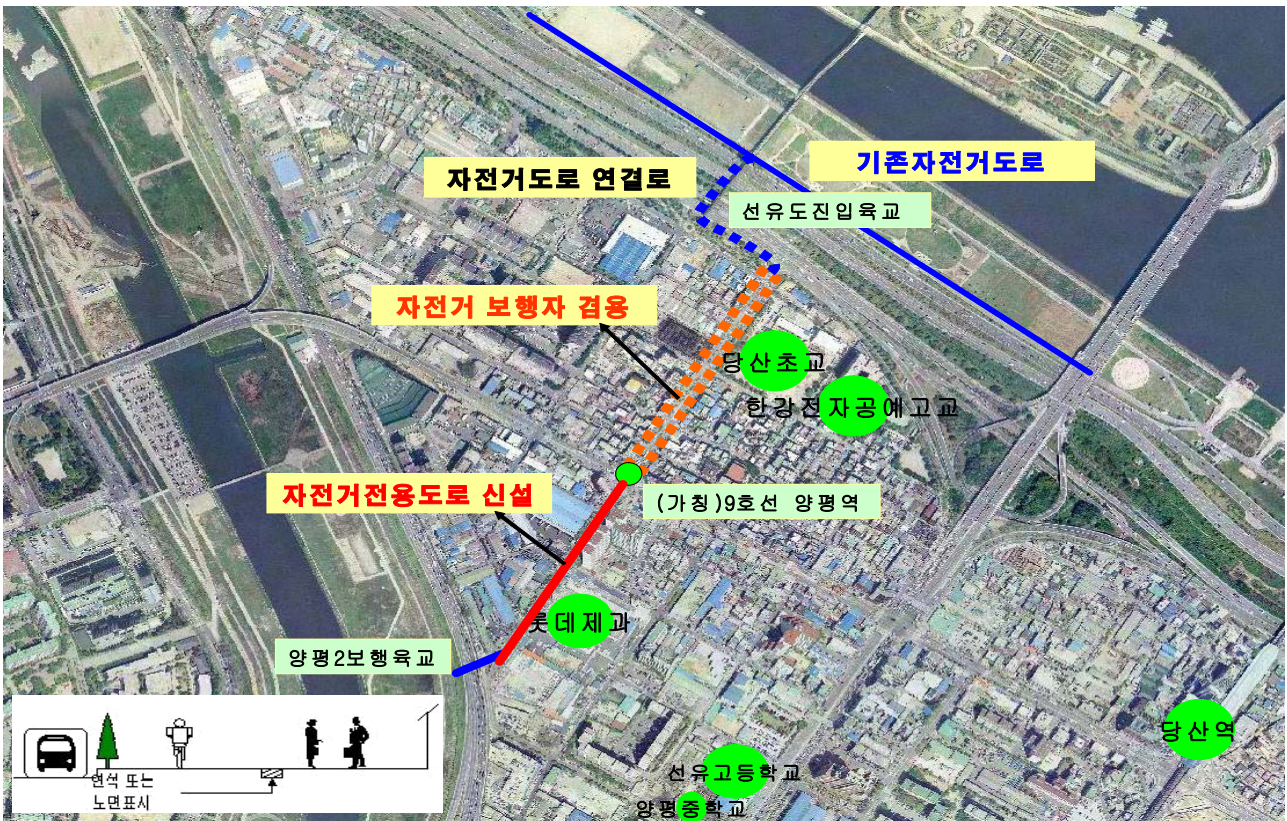 자전거도로 연결로
기존자전거도로
선유도진입육교
자전거 보행자 겸용
당산초교
한강전자공예고교
자전거전용도로 신설
(가칭)9호선 양평역
롯데제과
양평2보행육교
당산역
선유고등학교
양평중학교
연석 또는
노면표시